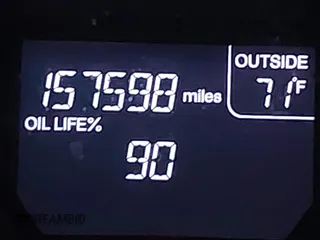 OUTSIDE
157598 miles 71°F
OIL LIFE%
90